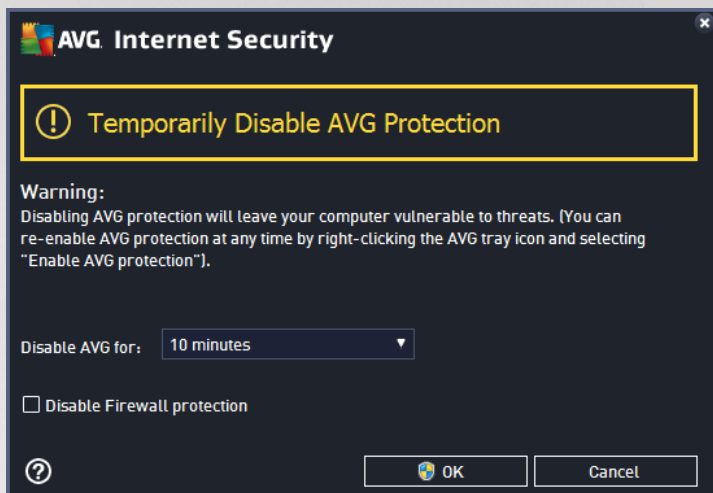 AVG. Internet Security
Temporarily Disable AVG Protection
Warning:
Disabling AVG protection will leave your computer vulnerable to threats. (You can
re-enable AVG protection at any time by right-clicking the AVG tray icon and selecting
"Enable AVG protection").
Disable AVG for:
10 minutes
Disable Firewall protection
OK
Cancel